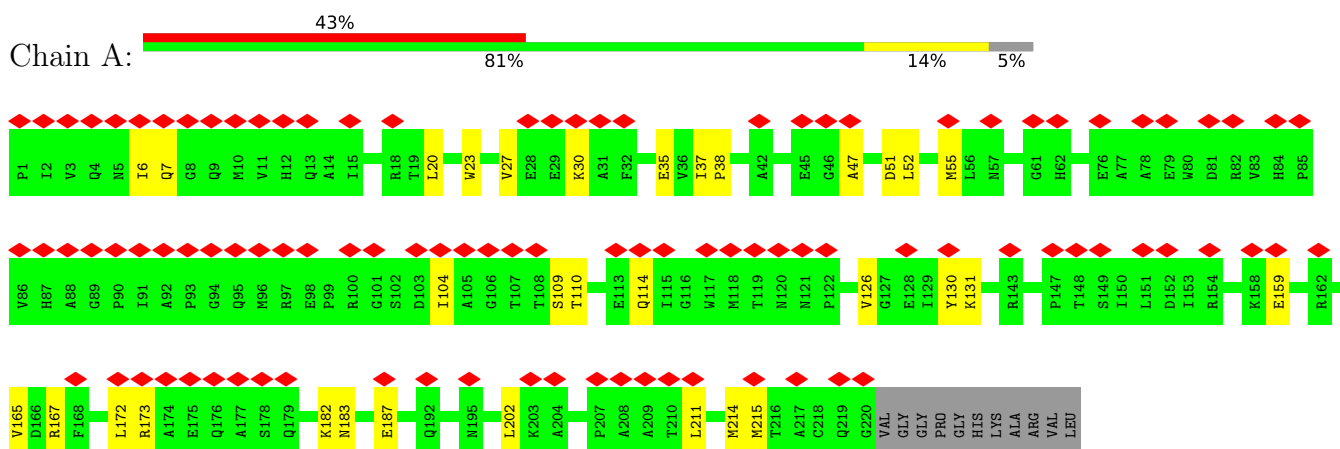 43%
Chain A:
81% 14% 5%
P1 I2 V3 Q4 N5 I6 Q7 G8 Q9 M10 V11 H12 Q13 A14 I15 R18 T19 L20 W23 V27 E28 E29 K30 A31 F32 E35 V36 I37 P38 A42 E45 G46 A47 D51 L52 M55 L56 N57 G61 H62 E76 A77 A78 E79 W80 D81 R82 V83 H84 P85
V86 H87 A88 G89 P90 I91 A92 P93 G94 Q95 M96 R97 E98 P99 R100 G101 S102 D103 I104 A105 G106 T107 T108 S109 T110 E113 Q114 I115 G116 W117 M118 T119 N120 N121 P122 V126 G127 E128 I129 Y130 K131 R143 P147 T148 S149 I150 L151 D152 I153 R154 K158 E159 R162
V165 D166 R167 F168 L172 R173 A174 E175 Q176 A177 S178 Q179 K182 N183 E187 Q192 N195 L202 K203 A204 P207 A208 A209 T210 L211 M214 M215 T216 A217 C218 Q219 G220 VAL GLY GLY PRO GLY HIS LYS ALA ARG VAL LEU